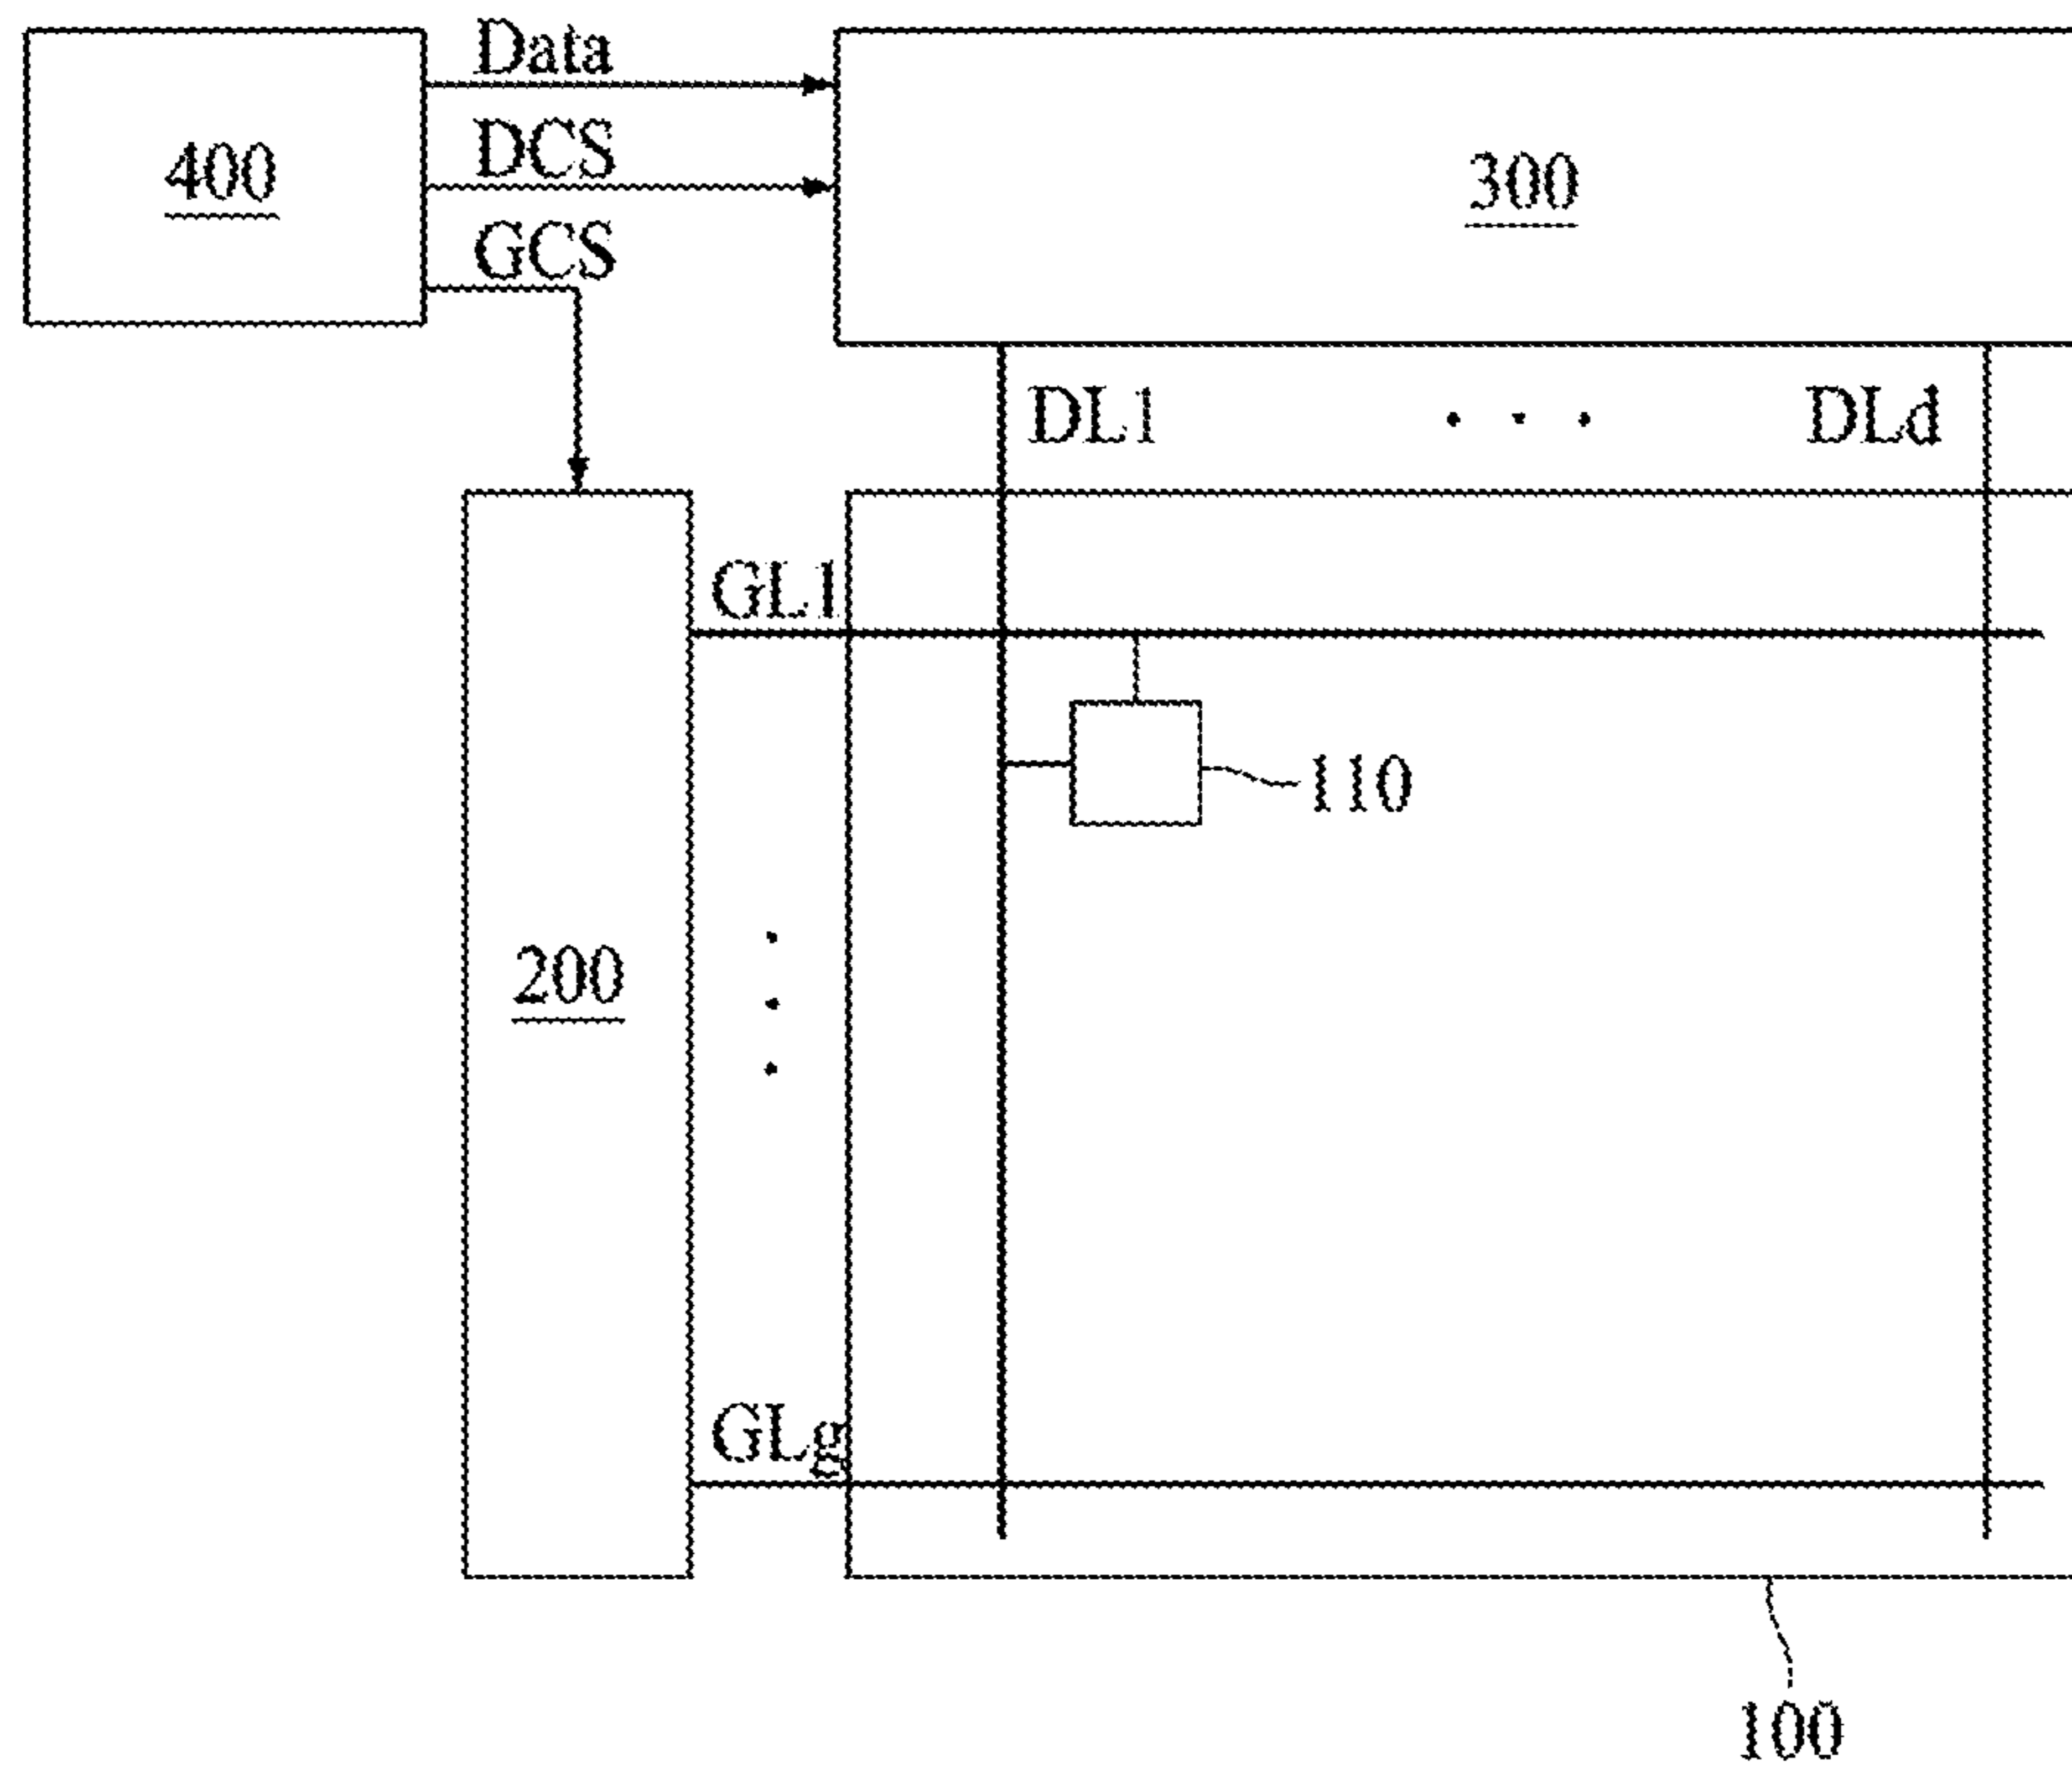 Data
400
DCS
300
GCS
DL1 . . . DLd
GL1
110
200
.
.
.
GLg
100